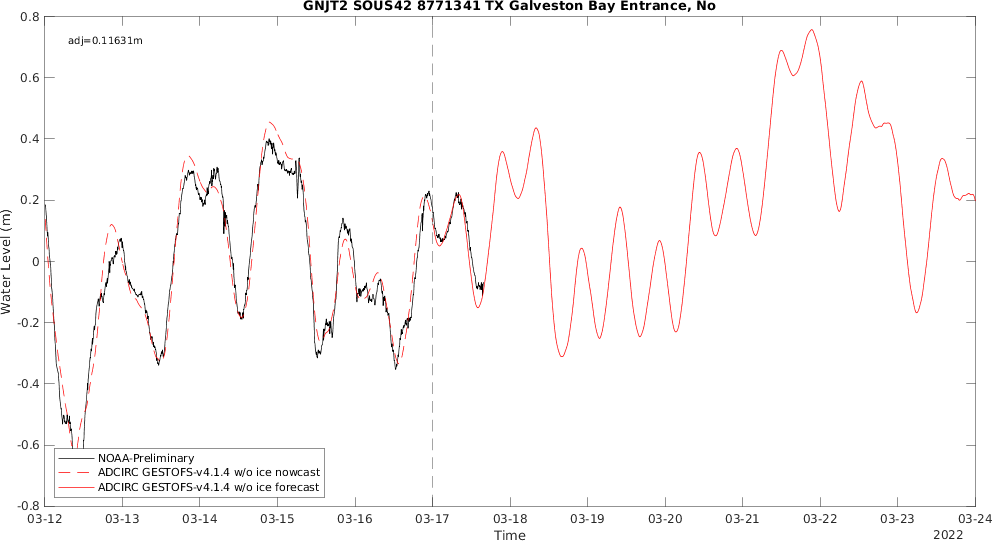 GNJT2 SOUS42 8771341 TX Galveston Bay Entrance, No
adj=0.11631m
Water Level (m)
0.8
0.6
0.4
0.2
0
-0.2
-0.4
-0.6
-0.8
NOAA-Preliminary
ADCIRC GESTOFS-v4.1.4 w/o ice nowcast
ADCIRC GESTOFS-v4.1.4 w/o ice forecast
03-12 03-13 03-14 03-15 03-16 03-17 03-18 03-19 03-20 03-21 03-22 03-23 03-24
Time
2022